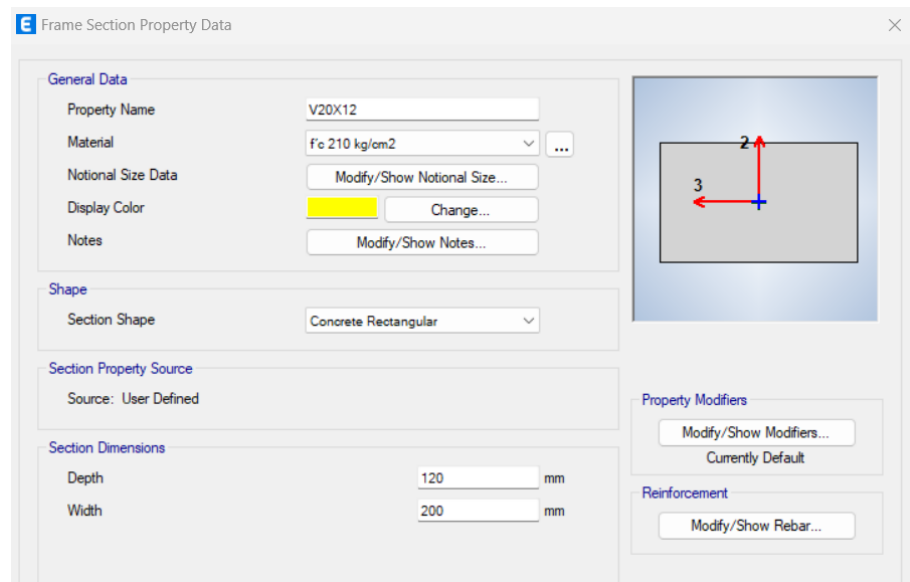 E Frame Section Property Data
General Data
Property Name V20X12
Material f'c 210 kg/cm2 ...
Notional Size Data Modify/Show Notional Size...
Display Color Change...
Notes Modify/Show Notes...
2
3
Shape
Section Shape Concrete Rectangular
Section Property Source
Source: User Defined
Property Modifiers
Modify/Show Modifiers...
Currently Default
Section Dimensions
Depth 120 mm
Width 200 mm
Reinforcement
Modify/Show Rebar...